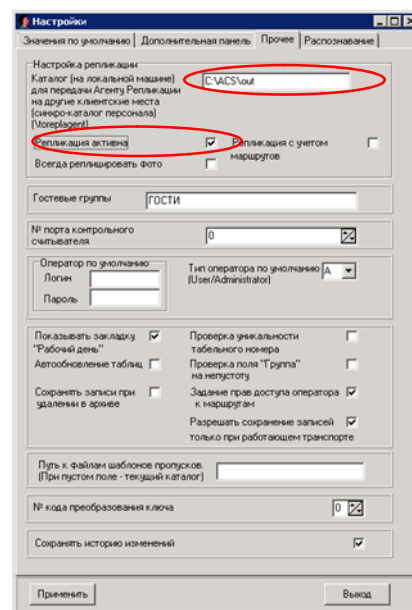 Настройки
Значения по умолчанию Дополнительная панель Прочее Распознавание
Настройка репликации
Каталог (на локальной машине)
для передачи Агенту Репликации
на другие клиентские места
(синхро-каталог персонала)
(\toreplagent)
C:\ACS\out
Репликация активна
Репликация с учетом
маршрутов
Всегда реплицировать фото
Гостевые группы
ГОСТИ
№ порта контрольного
считывателя
0
Оператор по умолчанию
Логин
Пароль
Тип оператора по умолчанию
(User/Administrator)
A
Показывать закладку
"Рабочий день"
Автообновление таблиц
Сохранять записи при
удалении в архиве
Проверка уникальности
табельного номера
Проверка поля "Группа"
на непустоту
Задание прав доступа оператора
к маршрутам
Разрешать сохранение записей
только при работающем транспорте
Путь к файлам шаблонов пропусков.
(При пустом поле - текущий каталог)
№ кода преобразования ключа
0
Сохранять историю изменений
Применить
Выход